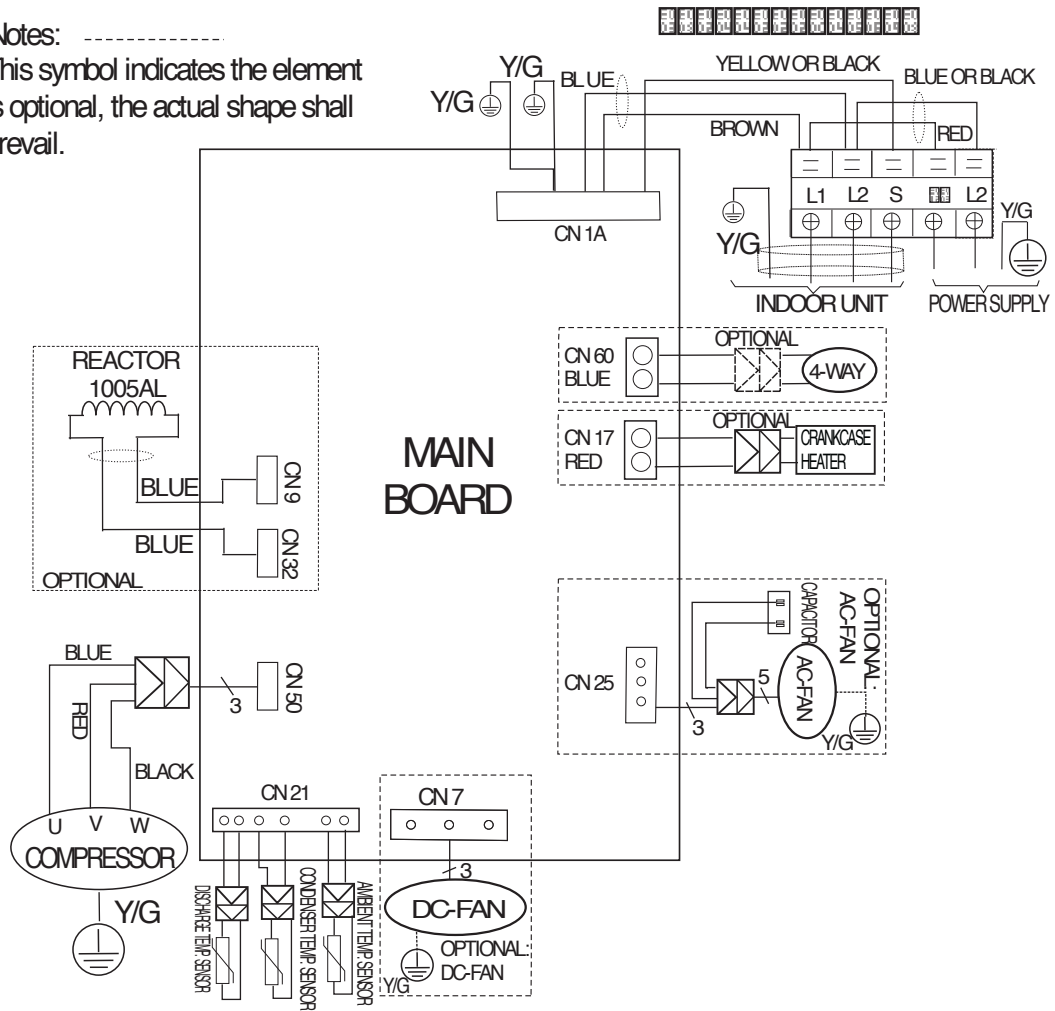 Notes:
This symbol indicates the element
is optional, the actual shape shall
prevail.
Y/G
Y/G
BLUE
YELLOW OR BLACK
BLUE OR BLACK
BROWN
RED
L1 L2 S L2
CN 1A
Y/G
Y/G
INDOOR UNIT
POWER SUPPLY
REACTOR
1005AL
BLUE
CN 9
BLUE
CN 32
OPTIONAL
MAIN
BOARD
CN 60
BLUE
OPTIONAL
4-WAY
CN 17
RED
OPTIONAL
CRANKCASE
HEATER
CN 25
3
CAPACITOR
5
AC-FAN
OPTIONAL:
AC-FAN
Y/G
BLUE
RED
BLACK
3
CN 50
U V W
COMPRESSOR
Y/G
CN 21
DISCHARGE TEMP. SENSOR
CONDENSER TEMP. SENSOR
AMBIENT TEMP. SENSOR
CN 7
3
DC-FAN
OPTIONAL:
DC-FAN
Y/G